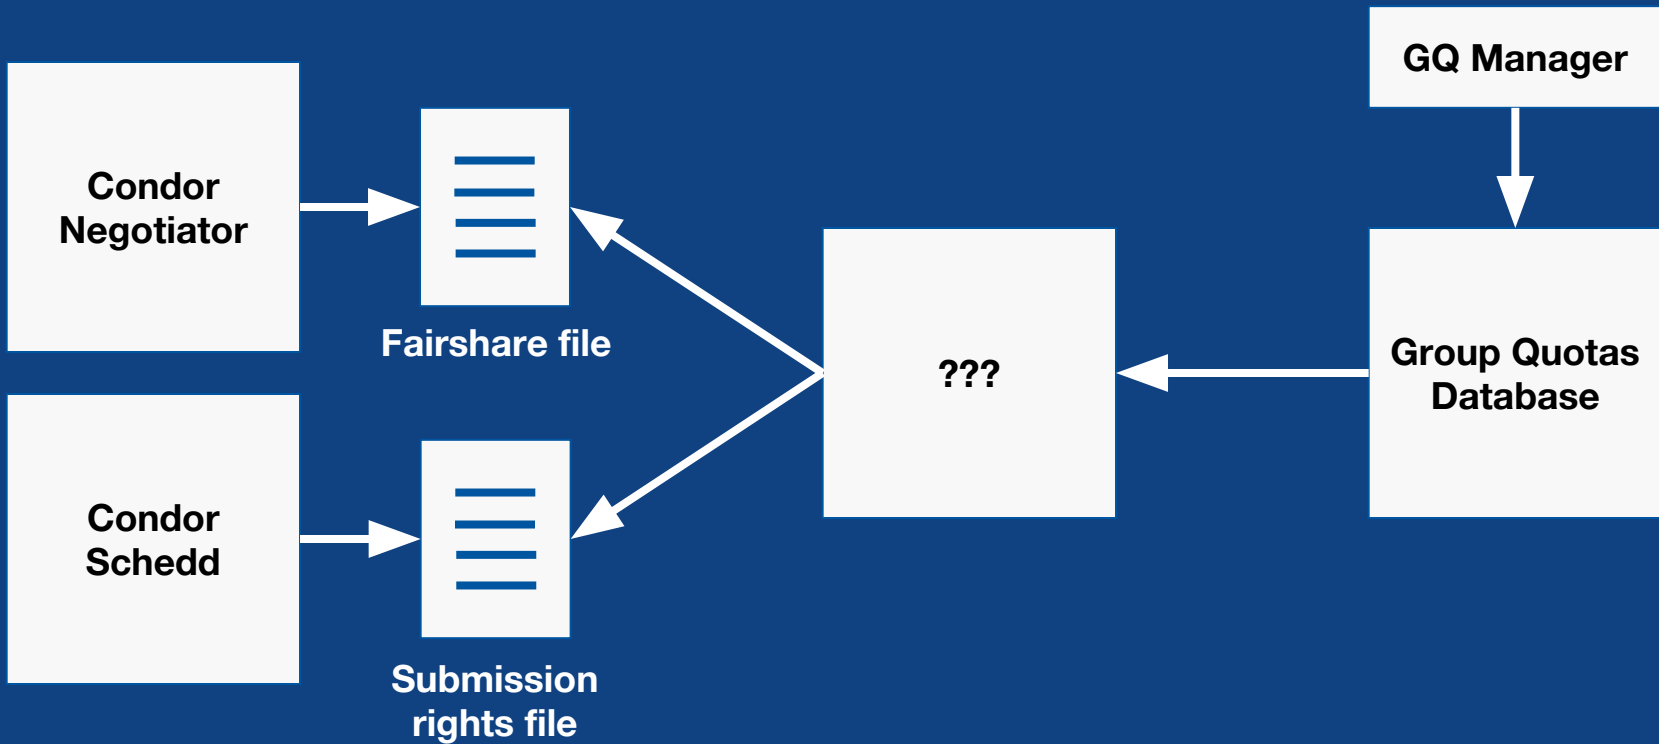 GQ Manager
Condor
Negotiator
Fairshare file
???
Group Quotas
Database
Condor
Schedd
Submission
rights file